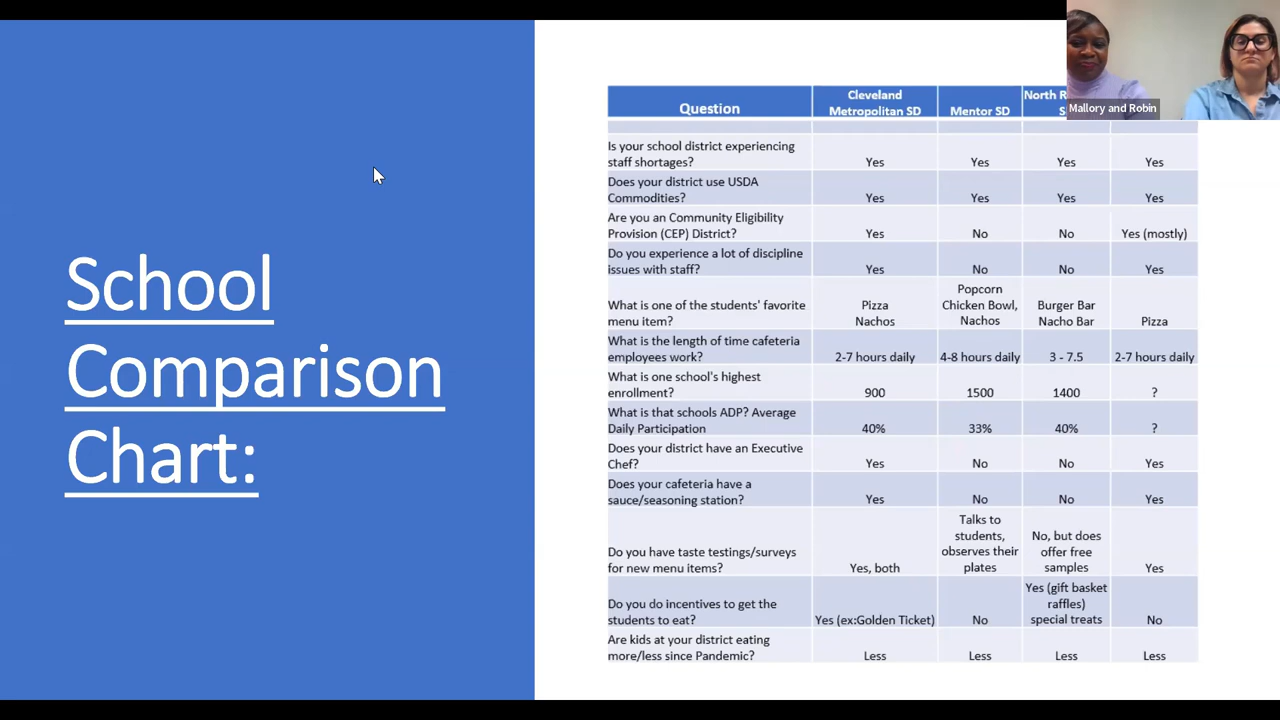 School
Comparison
Chart:
Mallory and Robin
Question
Cleveland
Metropolitan SD
Mentor SD
North
Is your school district experiencing
staff shortages?
Yes
Yes
Yes
Yes
Does your district use USDA
Commodities?
Yes
Yes
Yes
Yes
Are you an Community Eligibility
Provision (CEP) District?
Yes
No
No
Yes (mostly)
Do you experience a lot of discipline
issues with staff?
Yes
No
No
Yes
What is one of the students' favorite
menu item?
Pizza
Nachos
Popcorn
Chicken Bowl,
Nachos
Burger Bar
Nacho Bar
Pizza
What is the length of time cafeteria
employees work?
2-7 hours daily
4-8 hours daily
3 - 7.5
2-7 hours daily
What is one school's highest
enrollment?
900
1500
1400
?
What is that schools ADP? Average
Daily Participation
40%
33%
40%
?
Does your district have an Executive
Chef?
Yes
No
No
Yes
Does your cafeteria have a
sauce/seasoning station?
Yes
No
No
Yes
Do you have taste testings/surveys
for new menu items?
Yes, both
Talks to
students,
observes their
plates
No, but does
offer free
samples
Yes
Do you do incentives to get the
students to eat?
Yes (ex:Golden Ticket)
No
Yes (gift basket
raffles)
special treats
No
Are kids at your district eating
more/less since Pandemic?
Less
Less
Less
Less